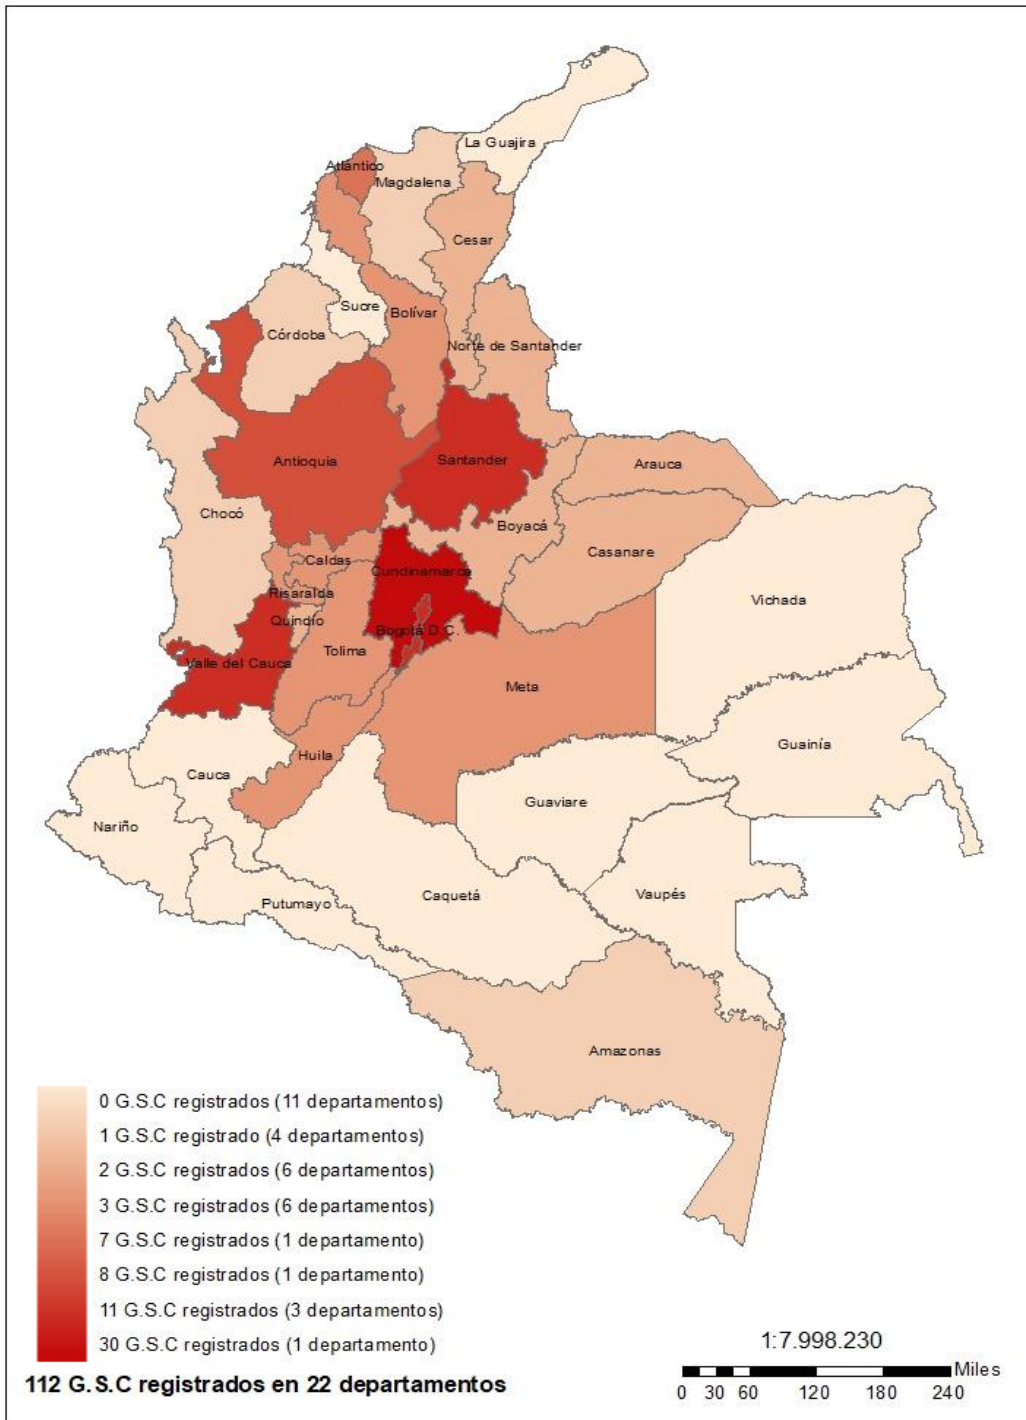 La Guajira
Atlántico
Magdalena
Cesar
Sucre
Bolívar
Córdoba
Norte de Santander
Antioquia
Santander
Arauca
Chocó
Boyacá
Casanare
Caldas
Cundinamarca
Risaralda
Vichada
Quindío
Bogotá D.C.
Tolima
Valle del Cauca
Meta
Guainía
Huila
Cauca
Guaviare
Nariño
Caquetá
Vaupés
Putumayo
Amazonas
0 G.S.C registrados (11 departamentos)
1 G.S.C registrado (4 departamentos)
2 G.S.C registrados (6 departamentos)
3 G.S.C registrados (6 departamentos)
7 G.S.C registrados (1 departamento)
8 G.S.C registrados (1 departamento)
11 G.S.C registrados (3 departamentos)
30 G.S.C registrados (1 departamento)
112 G.S.C registrados en 22 departamentos
1:7.998.230
Miles
0 30 60 120 180 240